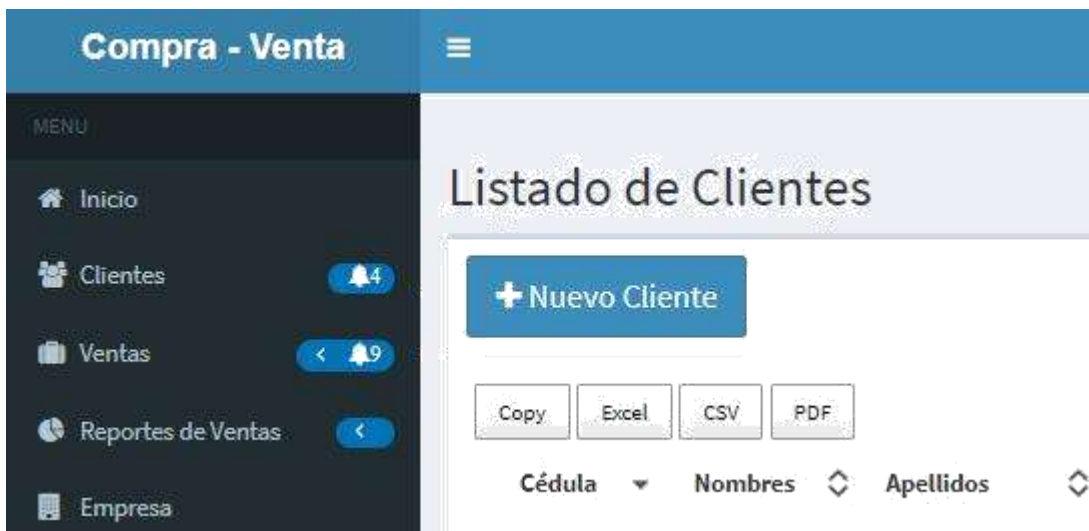 Compra - Venta
MENU
Inicio
Clientes 4
Ventas 9
Reportes de Ventas
Empresa
Listado de Clientes
Nuevo Cliente
Copy Excel CSV PDF
Cédula Nombres Apellidos